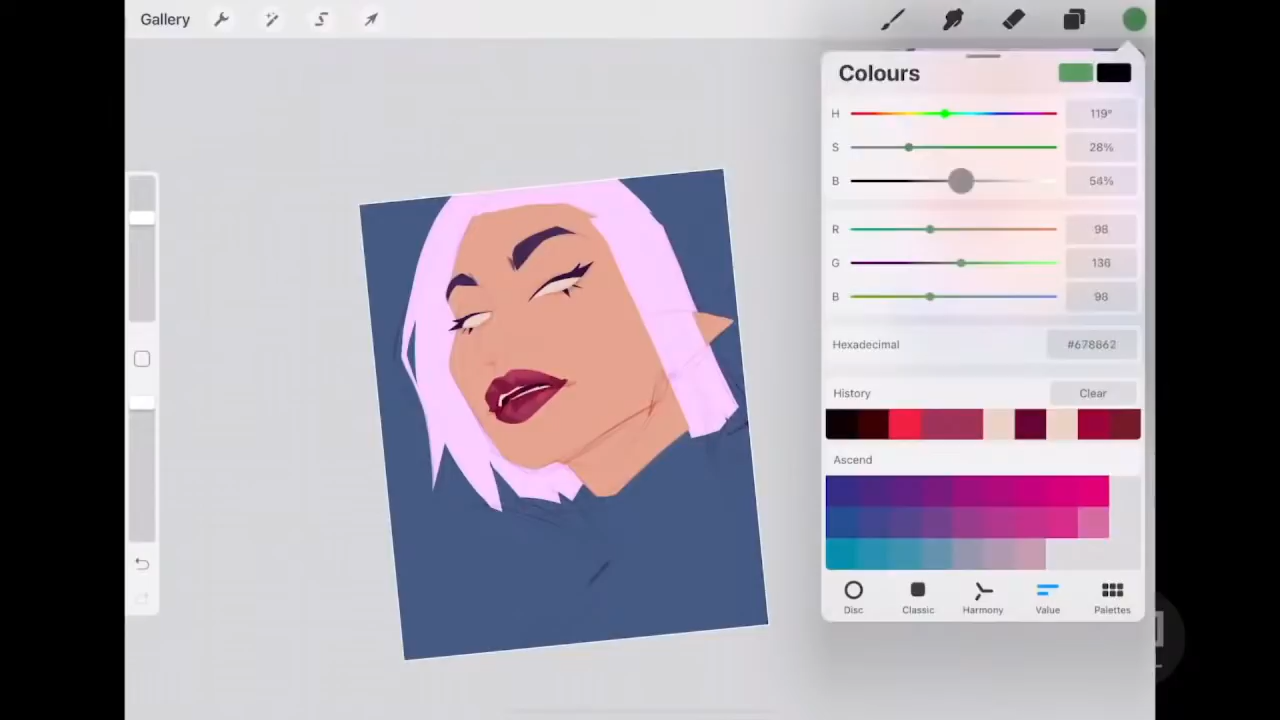 Gallery
Colours
H 119°
S 28%
B 54%
R 98
G 136
B 98
Hexadecimal #678862
History Clear
Ascend
Disc Classic Harmony Value Palettes